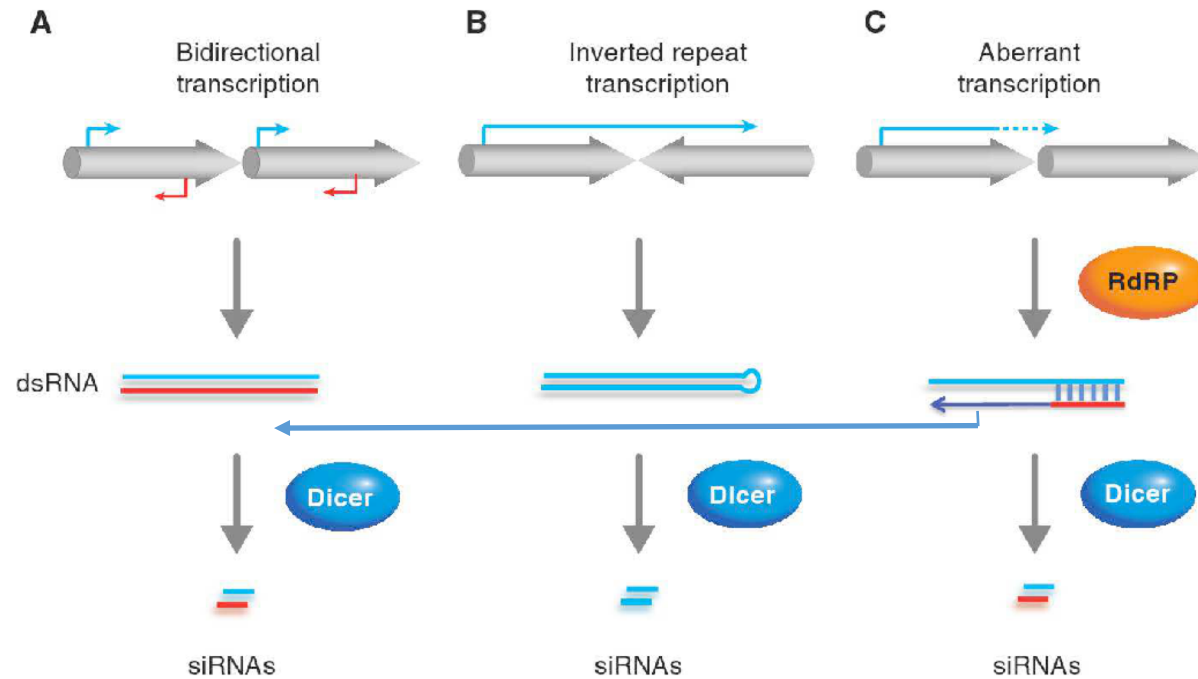 A
Bidirectional
transcription
B
Inverted repeat
transcription
C
Aberrant
transcription
RdRP
dsRNA
Dicer
Dicer
Dicer
siRNAs
siRNAs
siRNAs